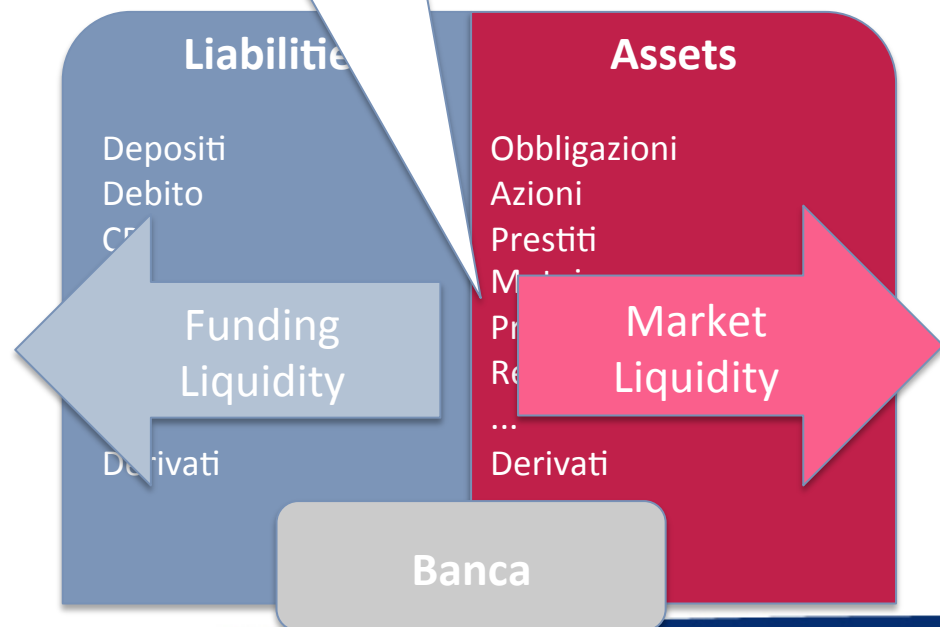 Liabilitie
Depositi
Debito
Funding
Liquidity
Derivati
Assets
Obbligazioni
Azioni
Prestiti
Market
Liquidity
...
Derivati
Banca